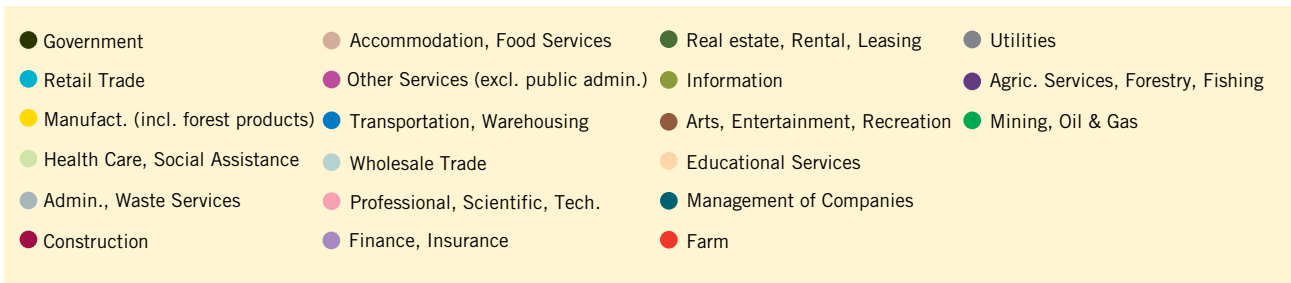 Government
Retail Trade
Manufact. (incl. forest products)
Health Care, Social Assistance
Admin., Waste Services
Construction
Accommodation, Food Services
Other Services (excl. public admin.)
Transportation, Warehousing
Wholesale Trade
Professional, Scientific, Tech.
Finance, Insurance
Real estate, Rental, Leasing
Information
Arts, Entertainment, Recreation
Educational Services
Management of Companies
Farm
Utilities
Agric. Services, Forestry, Fishing
Mining, Oil & Gas